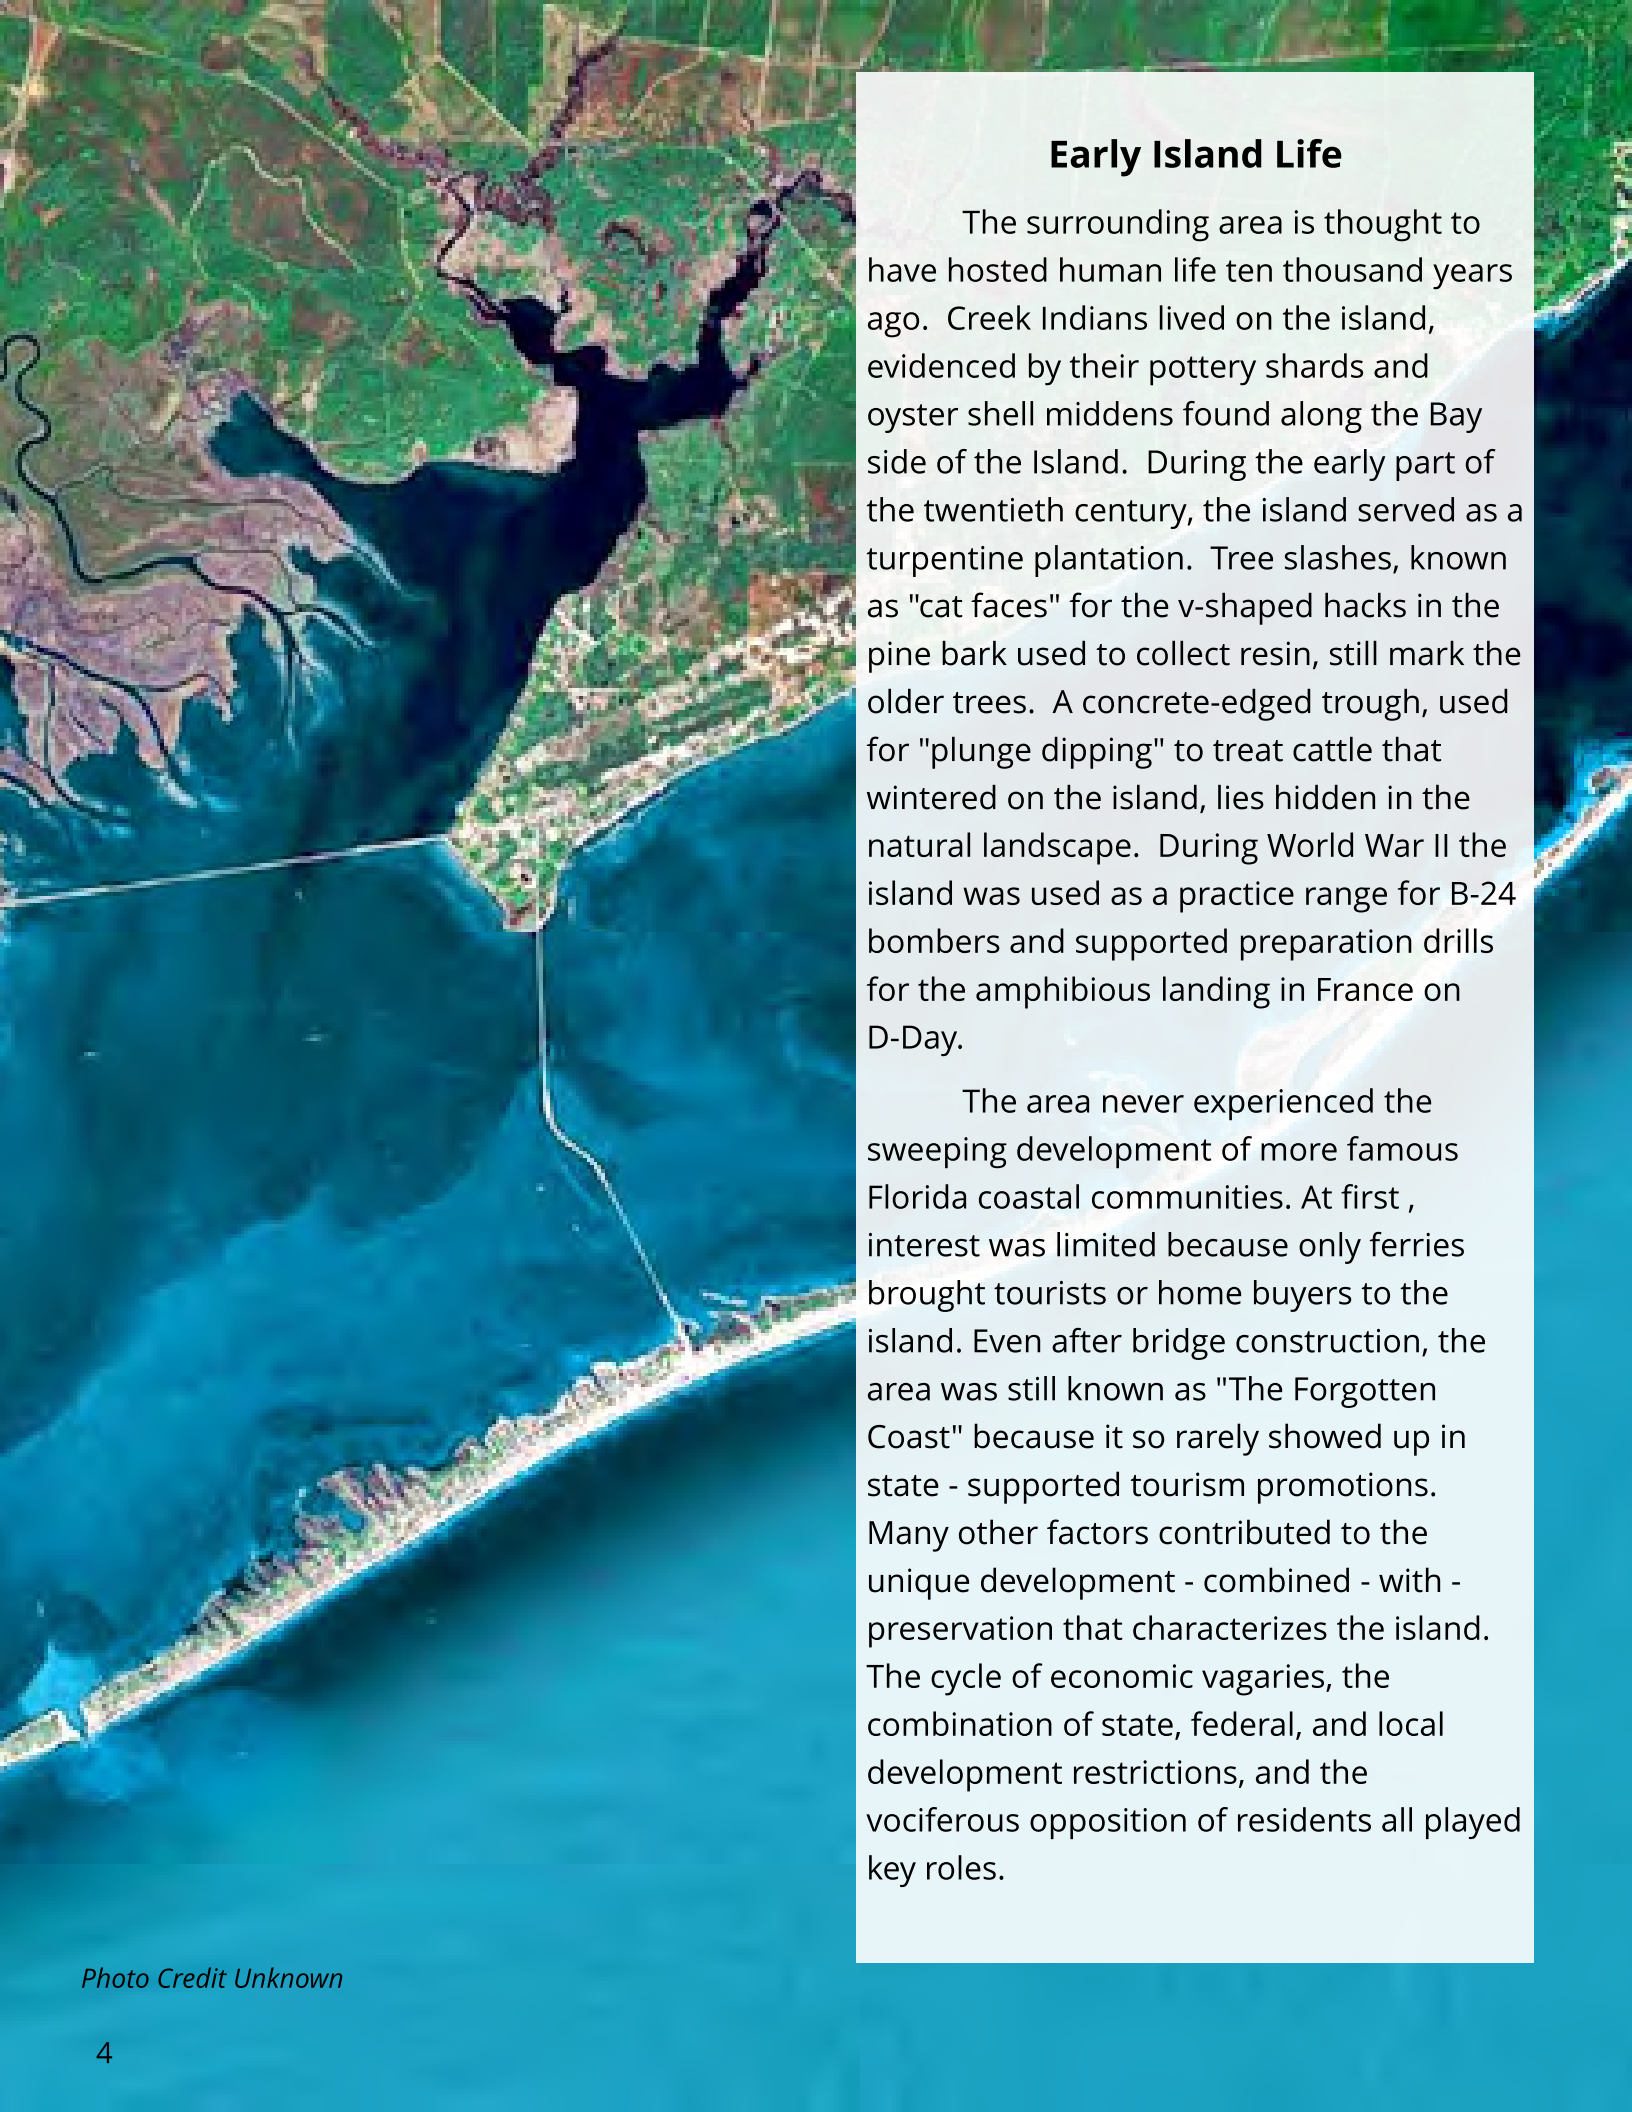 Early Island Life
The surrounding area is thought to
have hosted human life ten thousand years
ago.  Creek Indians lived on the island,
evidenced by their pottery shards and
oyster shell middens found along the Bay
side of the Island.  During the early part of
the twentieth century, the island served as a
turpentine plantation.  Tree slashes, known
as "cat faces" for the v-shaped hacks in the
pine bark used to collect resin, still mark the
older trees.  A concrete-edged trough, used
for "plunge dipping" to treat cattle that
wintered on the island, lies hidden in the
natural landscape.  During World War II the
island was used as a practice range for B-24
bombers and supported preparation drills
for the amphibious landing in France on
D-Day.
The area never experienced the
sweeping development of more famous
Florida coastal communities. At first ,
interest was limited because only ferries
brought tourists or home buyers to the
island. Even after bridge construction, the
area was still known as "The Forgotten
Coast" because it so rarely showed up in
state - supported tourism promotions.
Many other factors contributed to the
unique development - combined - with -
preservation that characterizes the island.
The cycle of economic vagaries, the
combination of state, federal, and local
development restrictions, and the
vociferous opposition of residents all played
key roles.
Photo Credit Unknown
4